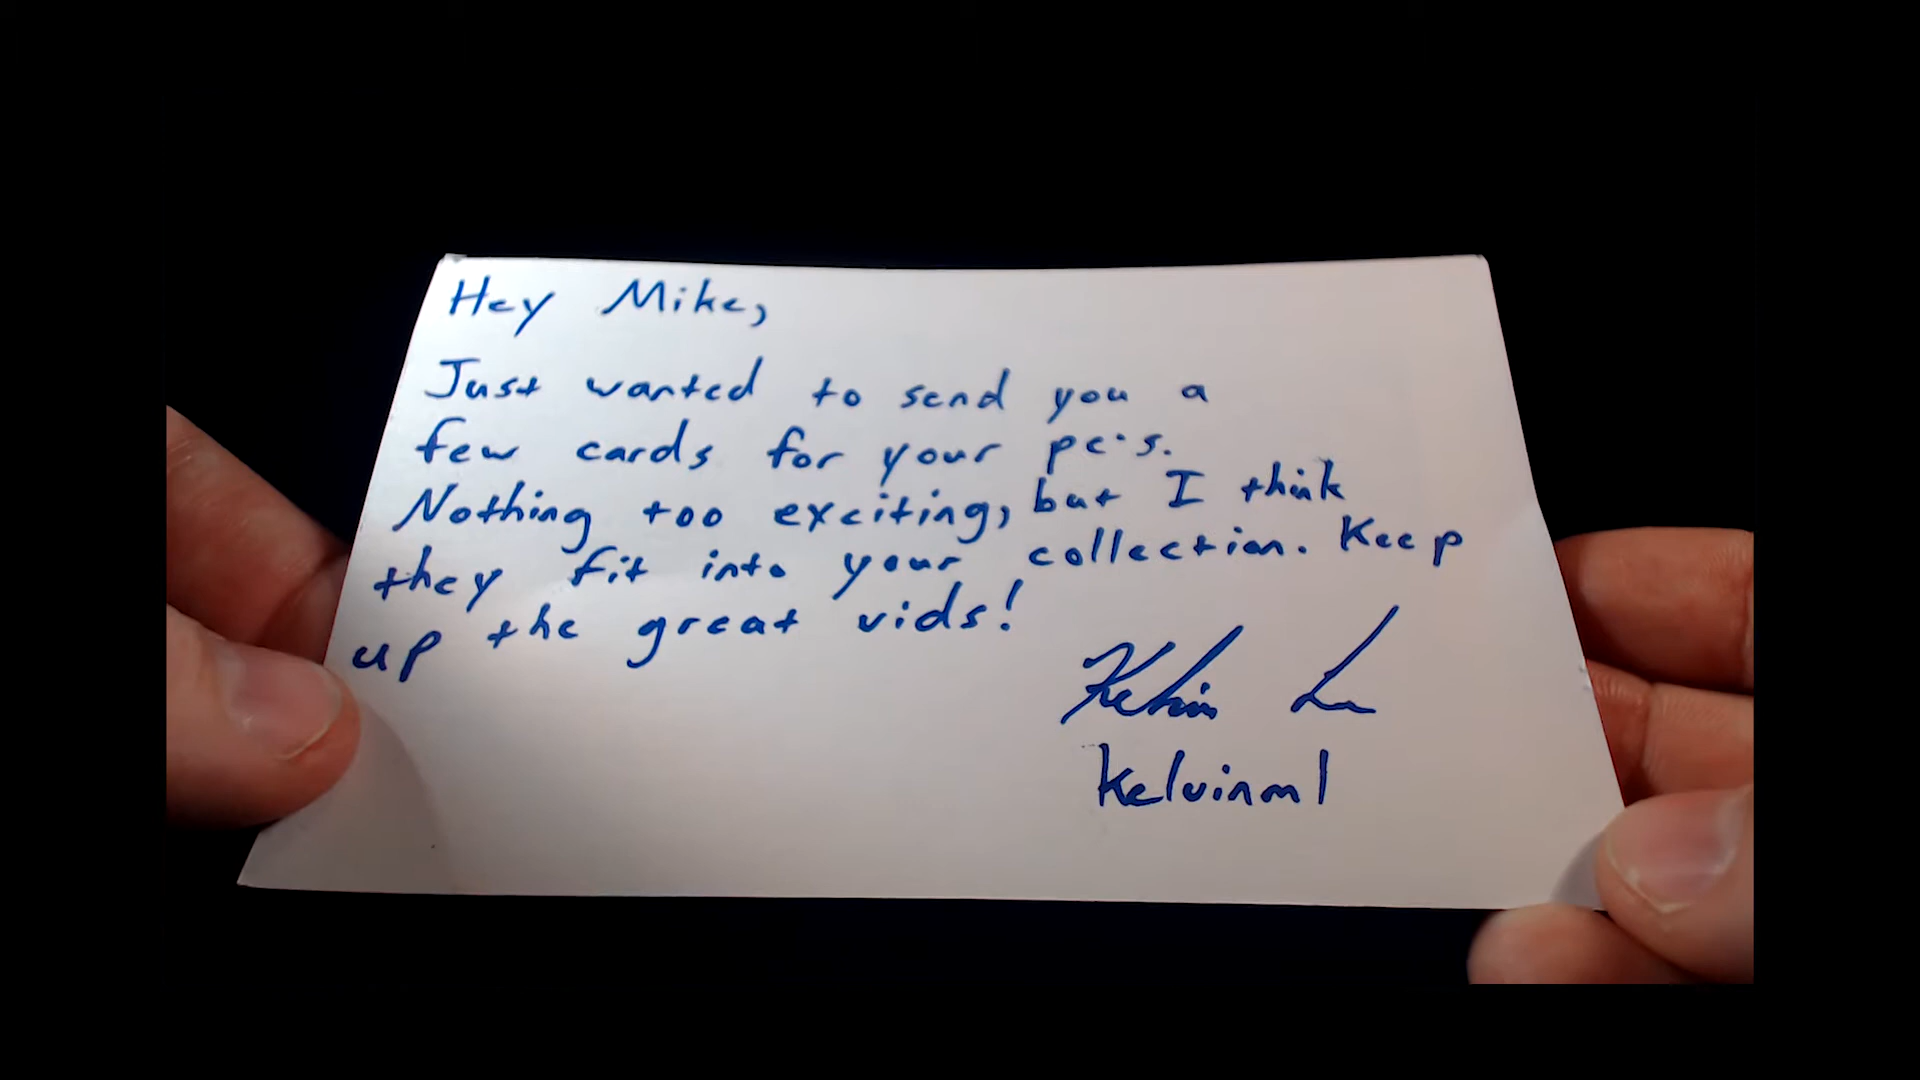 Hey Mike,
Just wanted to send you a
few cards for your pc's.
Nothing too exciting, but I think
they fit into your collection. Keep
up the great vids!
Kelvin
kelvinml